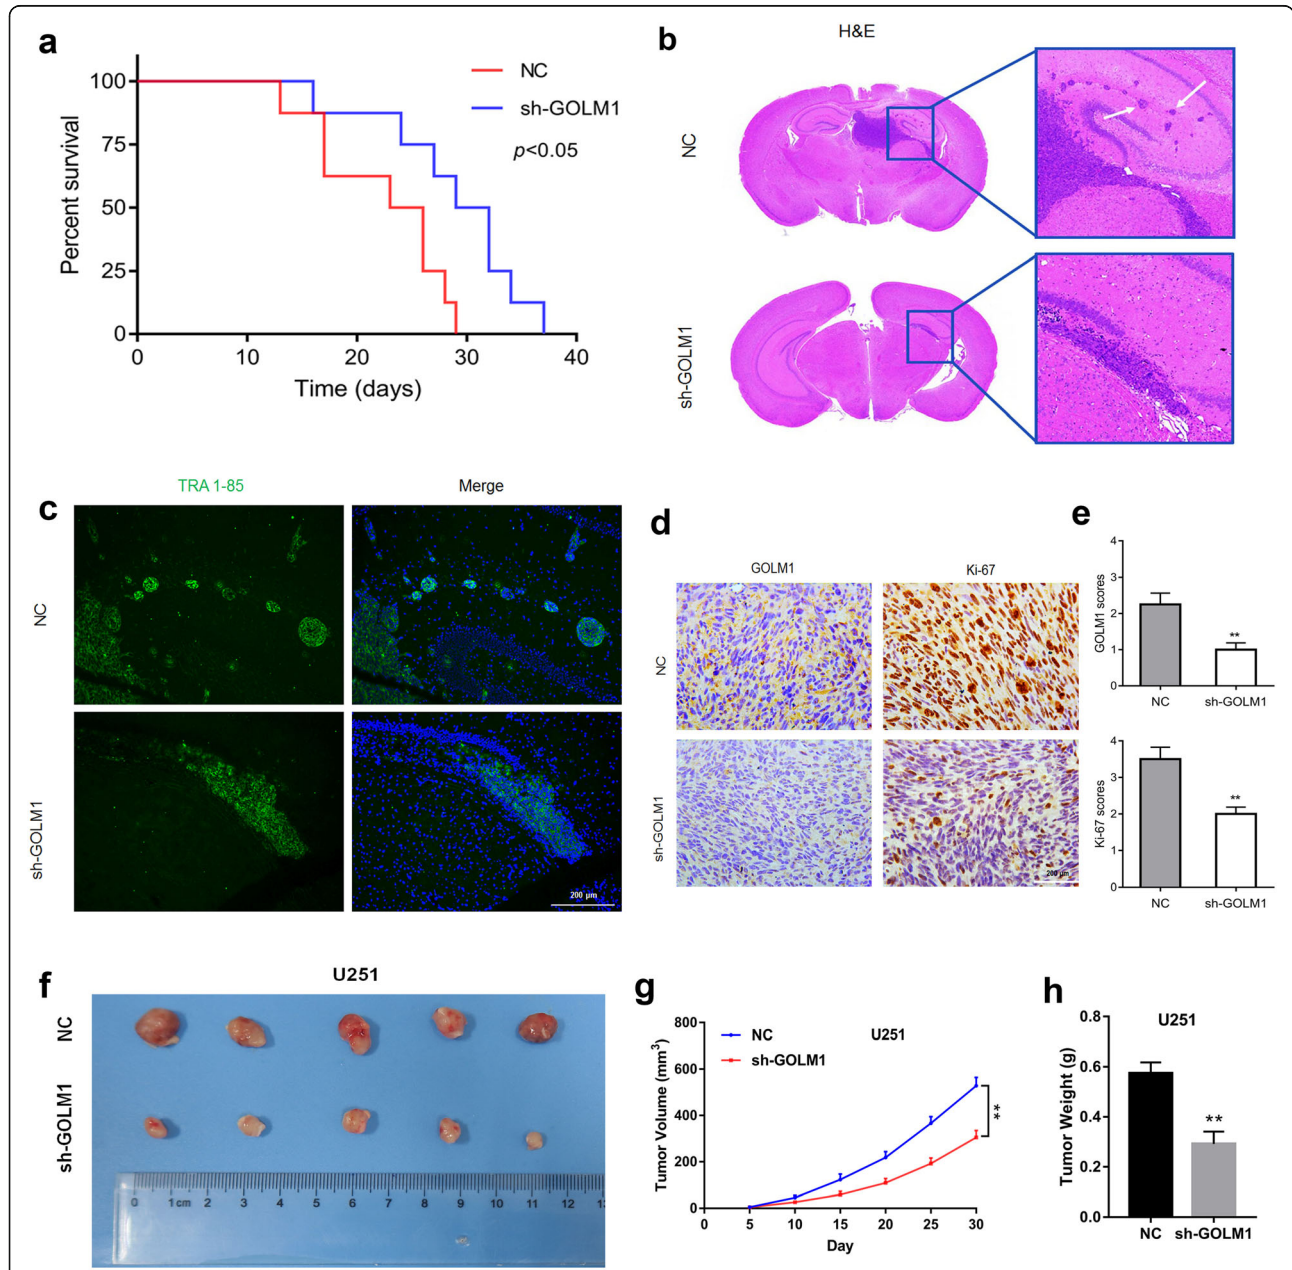 a
NC
sh-GOLM1
p<0.05
Percent survival
100
75
50
25
0
0 10 20 30 40
Time (days)
b
H&E
NC
sh-GOLM1
c
TRA 1-85 Merge
NC
sh-GOLM1
200 μm
d
GOLM1 Ki-67
NC
sh-GOLM1
200 μm
e
GOLM1 scores
4
3
2
1
0
**
NC sh-GOLM1
Ki-67 scores
4
2
0
**
NC sh-GOLM1
f
U251
NC
sh-GOLM1
0 1cm 2 3 4 5 6 7 8 9 10 11 12
g
U251
NC
sh-GOLM1
Tumor Volume (mm3)
800
600
400
200
0
**
0 5 10 15 20 25 30
Day
h
U251
Tumor Weight (g)
0.8
0.6
0.4
0.2
0.0
**
NC sh-GOLM1